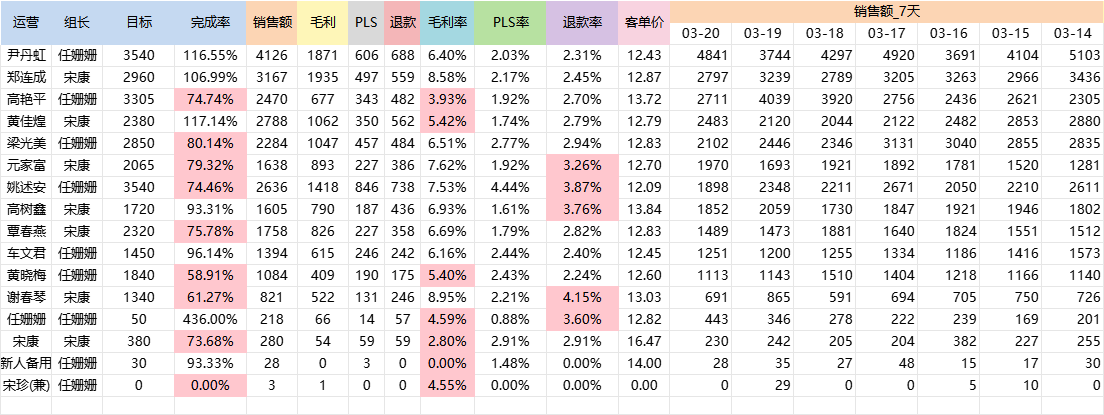 运营 组长 目标 完成率 销售额 毛利 PLS 退款 毛利率 PLS率 退款率 客单价 销售额_7天
03-20 03-19 03-18 03-17 03-16 03-15 03-14
尹丹虹 任姗姗 3540 116.55% 4126 1871 606 688 6.40% 2.03% 2.31% 12.43 4841 3744 4297 4920 3691 4104 5103
郑连成 宋康 2960 106.99% 3167 1935 497 559 8.58% 2.17% 2.45% 12.87 2797 3239 2789 3205 3263 2966 3436
高艳平 任姗姗 3305 74.74% 2470 677 343 482 3.93% 1.92% 2.70% 13.72 2711 4039 3920 2756 2436 2621 2305
黄佳煌 宋康 2380 117.14% 2788 1062 350 562 5.42% 1.74% 2.79% 12.79 2483 2120 2044 2122 2482 2853 2880
梁光美 任姗姗 2850 80.14% 2284 1047 457 484 6.51% 2.77% 2.94% 12.83 2102 2446 2346 3131 3040 2855 2835
元家富 宋康 2065 79.32% 1638 893 227 386 7.62% 1.92% 3.26% 12.70 1970 1693 1921 1892 1781 1520 1281
姚述安 任姗姗 3540 74.46% 2636 1418 846 738 7.53% 4.44% 3.87% 12.09 1898 2348 2211 2671 2050 2210 2611
高树鑫 宋康 1720 93.31% 1605 790 187 436 6.93% 1.61% 3.76% 13.84 1852 2059 1730 1847 1921 1946 1802
覃春燕 宋康 2320 75.78% 1758 826 227 358 6.69% 1.79% 2.82% 12.83 1489 1473 1881 1640 1824 1551 1512
车文君 任姗姗 1450 96.14% 1394 615 246 242 6.16% 2.44% 2.40% 12.45 1251 1200 1255 1334 1186 1416 1573
黄晓梅 任姗姗 1840 58.91% 1084 409 190 175 5.40% 2.43% 2.24% 12.60 1113 1143 1510 1404 1218 1166 1140
谢春琴 宋康 1340 61.27% 821 522 131 246 8.95% 2.21% 4.15% 13.03 691 865 591 694 705 750 726
任姗姗 任姗姗 50 436.00% 218 66 14 57 4.59% 0.88% 3.60% 12.82 443 346 278 222 239 169 201
宋康 宋康 380 73.68% 280 54 59 59 2.80% 2.91% 2.91% 16.47 230 242 205 204 382 227 255
新人备用 任姗姗 30 93.33% 28 0 3 0 0.00% 1.48% 0.00% 14.00 28 35 27 48 15 17 30
宋珍(兼) 任姗姗 0 0.00% 3 1 0 0 4.55% 0.00% 0.00% 0.00 0 29 0 0 5 10 0